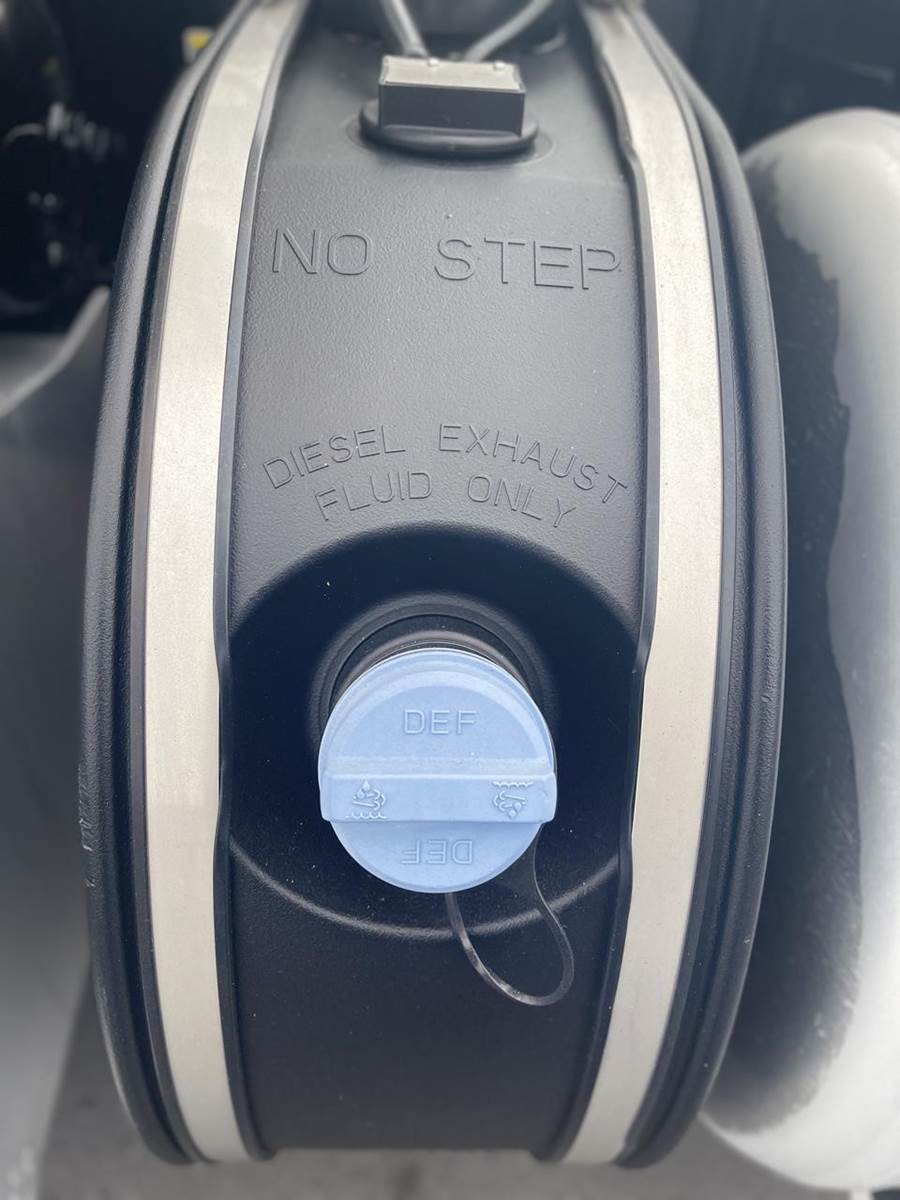 NO STEP
DIESEL EXHAUST
FLUID ONLY
DEF
DEF